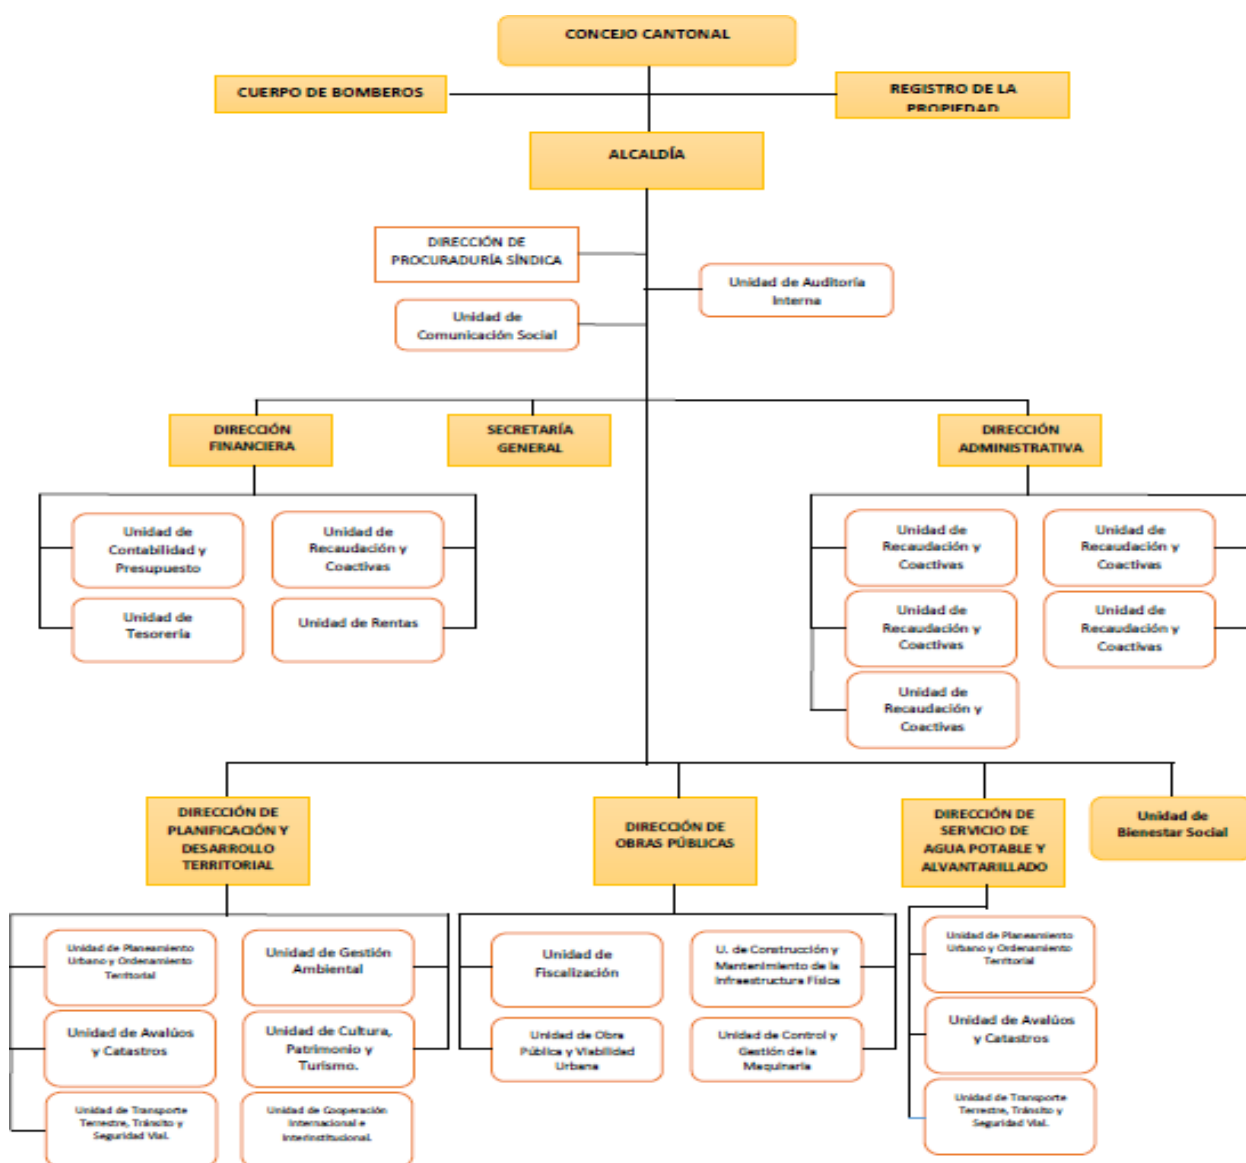 CONCEJO CANTONAL
CUERPO DE BOMBEROS
REGISTRO DE LA
PROPIEDAD
ALCALDÍA
DIRECCIÓN DE
PROCURADURÍA SÍNDICA
Unidad de Auditoría
Interna
Unidad de
Comunicación Social
DIRECCIÓN
FINANCIERA
SECRETARÍA
GENERAL
DIRECCIÓN
ADMINISTRATIVA
Unidad de
Contabilidad y
Presupuesto
Unidad de
Recaudación y
Coactivas
Unidad de
Tesorería
Unidad de Rentas
Unidad de
Recaudación y
Coactivas
Unidad de
Recaudación y
Coactivas
Unidad de
Recaudación y
Coactivas
Unidad de
Recaudación y
Coactivas
Unidad de
Recaudación y
Coactivas
DIRECCIÓN DE
PLANIFICACIÓN Y
DESARROLLO
TERRITORIAL
DIRECCIÓN DE
OBRAS PÚBLICAS
DIRECCIÓN DE
SERVICIO DE
AGUA POTABLE Y
ALVANTARILLADO
Unidad de
Bienestar Social
Unidad de Planeamiento
Urbano y Ordenamiento
Territorial
Unidad de Gestión
Ambiental
Unidad de Avalúos
y Catastros
Unidad de Cultura,
Patrimonio y
Turismo.
Unidad de Transporte
Terrestre, Tránsito y
Seguridad Vial.
Unidad de Cooperación
Internacional e
Interinstitucional.
Unidad de
Fiscalización
U. de Construcción y
Mantenimiento de la
Infraestructura Física
Unidad de Obra
Pública y Viabilidad
Urbana
Unidad de Control y
Gestión de la
Maquinaria
Unidad de Planeamiento
Urbano y Ordenamiento
Territorial
Unidad de Avalúos
y Catastros
Unidad de Transporte
Terrestre, Tránsito y
Seguridad Vial.